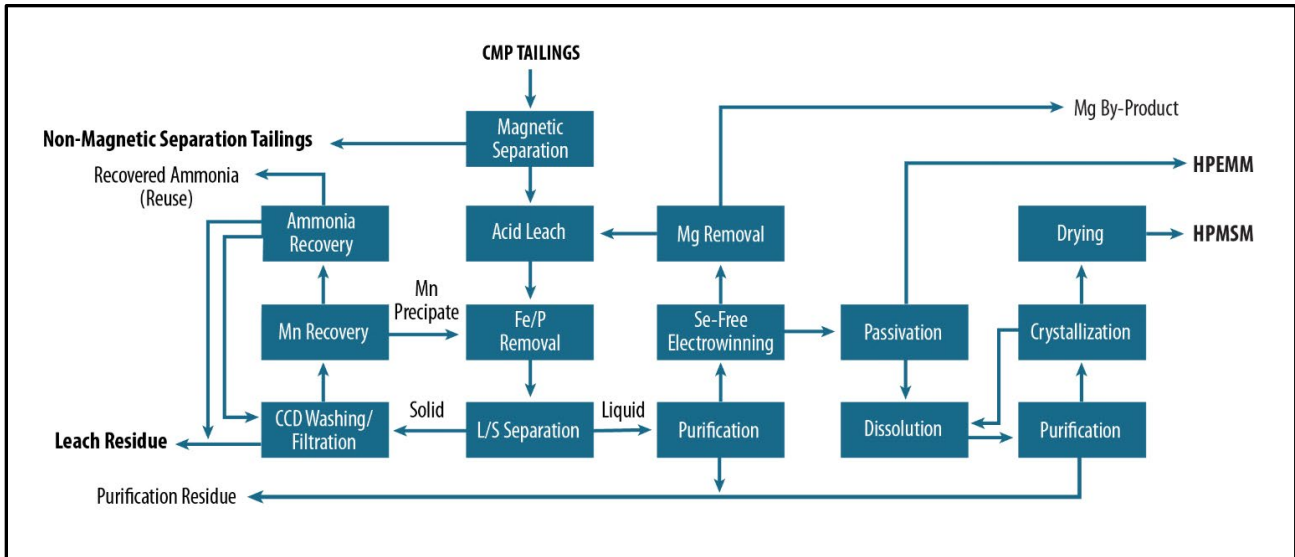 CMP TAILINGS
Mg By-Product
Magnetic
Separation
Non-Magnetic Separation Tailings
HPEMM
Recovered Ammonia
(Reuse)
Ammonia
Recovery
Acid Leach
Mg Removal
Drying
HPMSM
Mn
Precipate
Mn Recovery
Fe/P
Removal
Se-Free
Electrowinning
Passivation
Crystallization
CCD Washing/
Filtration
Solid
L/S Separation
Liquid
Purification
Dissolution
Purification
Leach Residue
Purification Residue